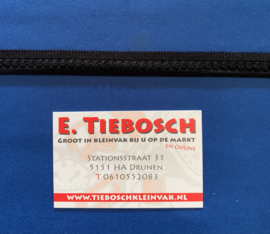 E. TIEBOSCH
GROOT IN KLEINVAK BIJ U OP DE MARKT
EN ONLINE
STATIONSSTRAAT 31
5151 HA DRUNEN
T 0610552083
WWW.TIEBOSCHKLEINVAK.NL